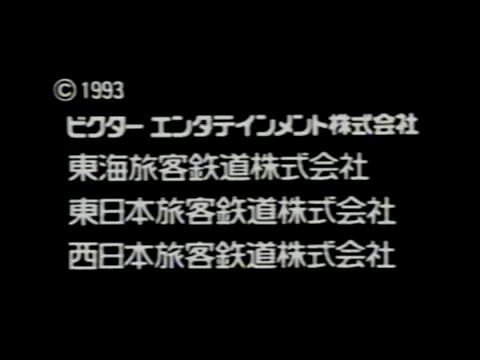 © 1993
ビクター エンタテインメント株式会社
東海旅客鉄道株式会社
東日本旅客鉄道株式会社
西日本旅客鉄道株式会社